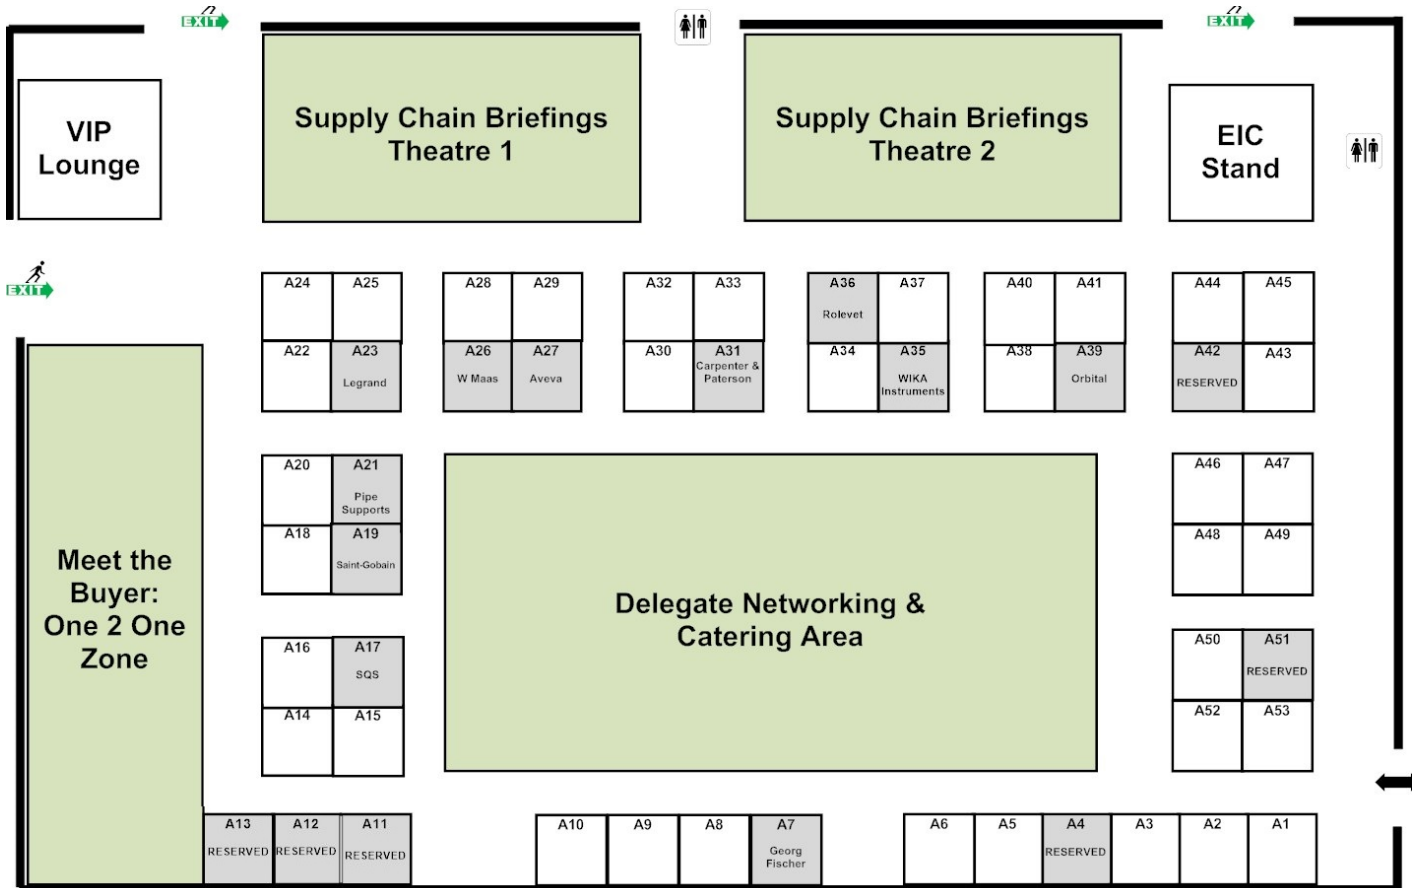 EXIT
EXIT
VIP
Lounge
Supply Chain Briefings
Theatre 1
Supply Chain Briefings
Theatre 2
EIC
Stand
EXIT
A24 A25
A28 A29
A32 A33
A36 A37
Rolevet
A40 A41
A44 A45
A22 A23
Legrand
A26 A27
W Maas Aveva
A30 A31
Carpenter &
Paterson
A34 A35
WIKA
Instruments
A38 A39
Orbital
A42 A43
RESERVED
Meet the
Buyer:
One 2 One
Zone
A20 A21
Pipe
Supports
A18 A19
Saint-Gobain
A16 A17
SQS
A14 A15
Delegate Networking &
Catering Area
A46 A47
A48 A49
A50 A51
RESERVED
A52 A53
A13 A12 A11
RESERVED RESERVED RESERVED
A10 A9 A8 A7
Georg
Fischer
A6 A5 A4 A3 A2 A1
RESERVED